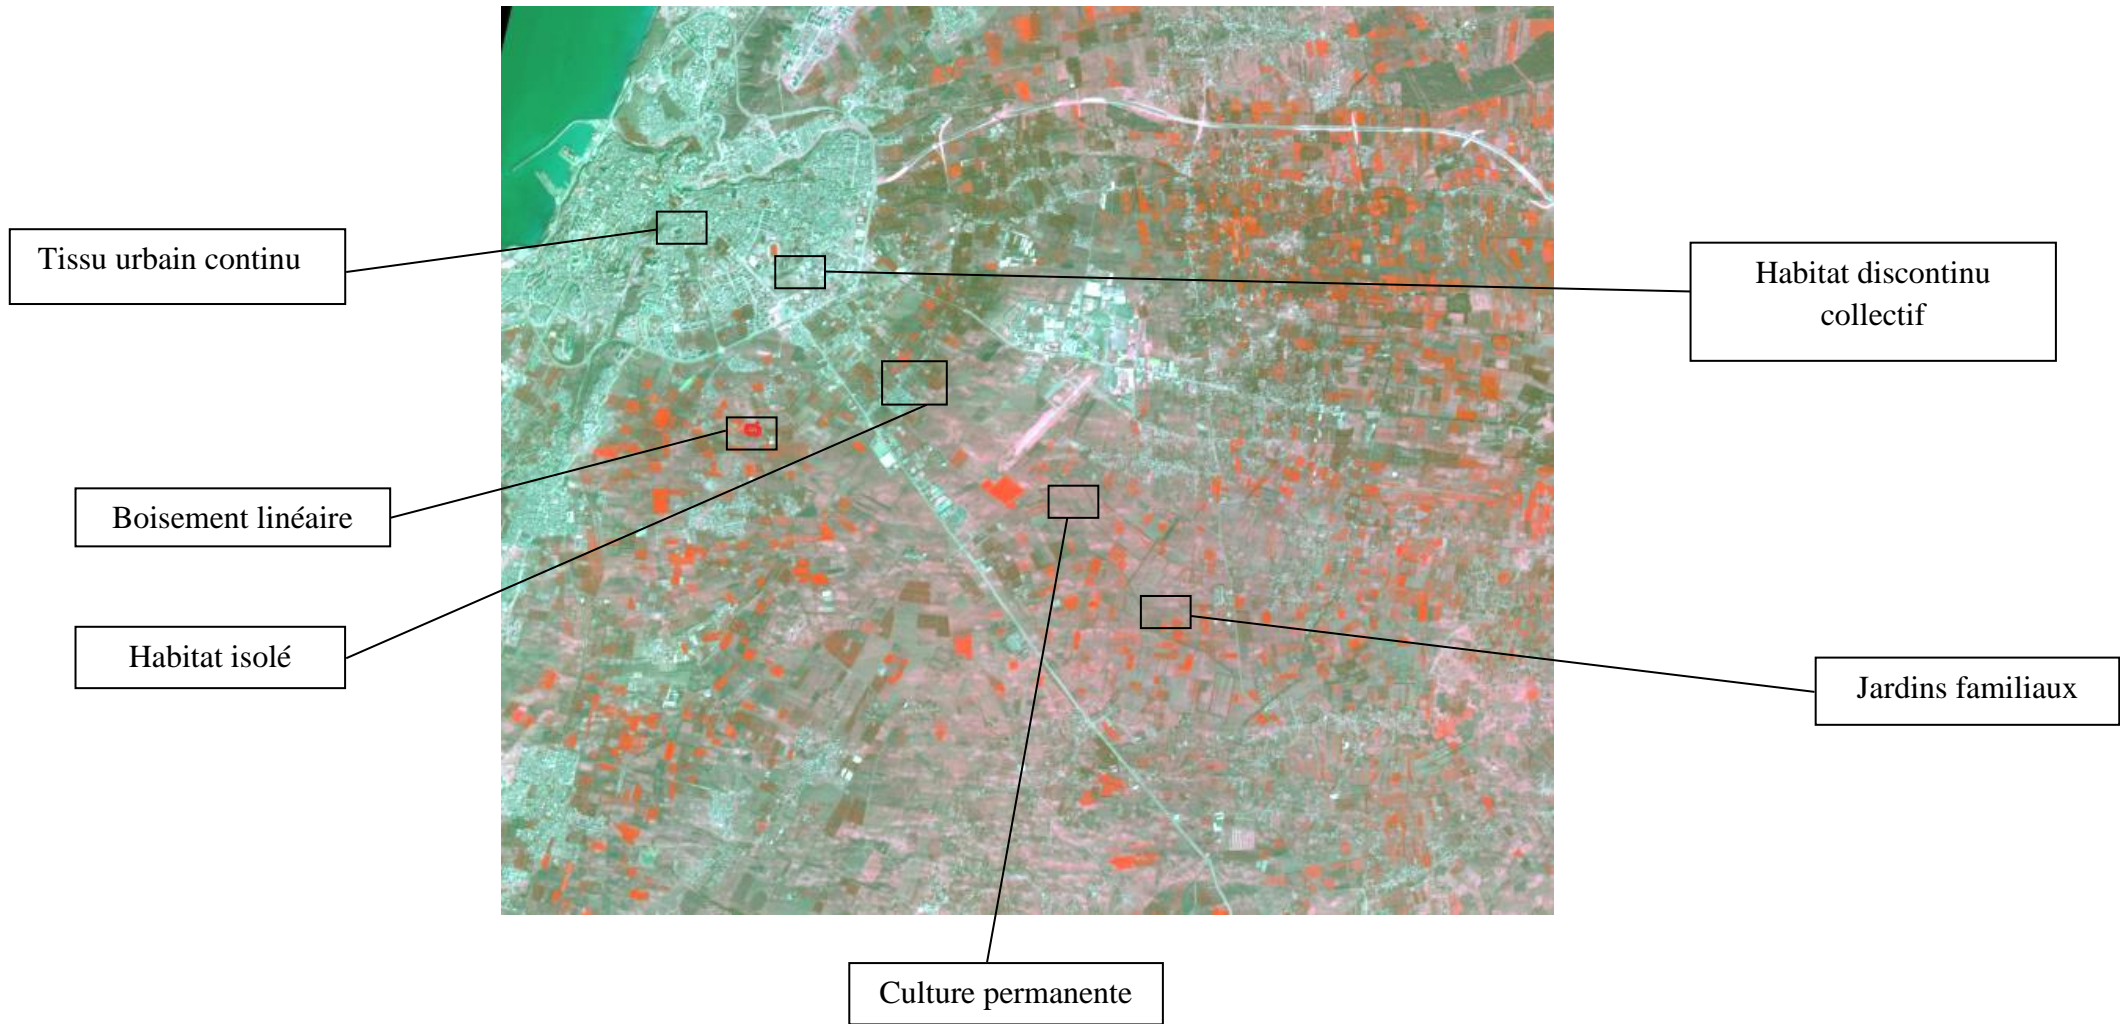 Tissu urbain continu
Habitat discontinu
collectif
Boisement linéaire
Habitat isolé
Jardins familiaux
Culture permanente